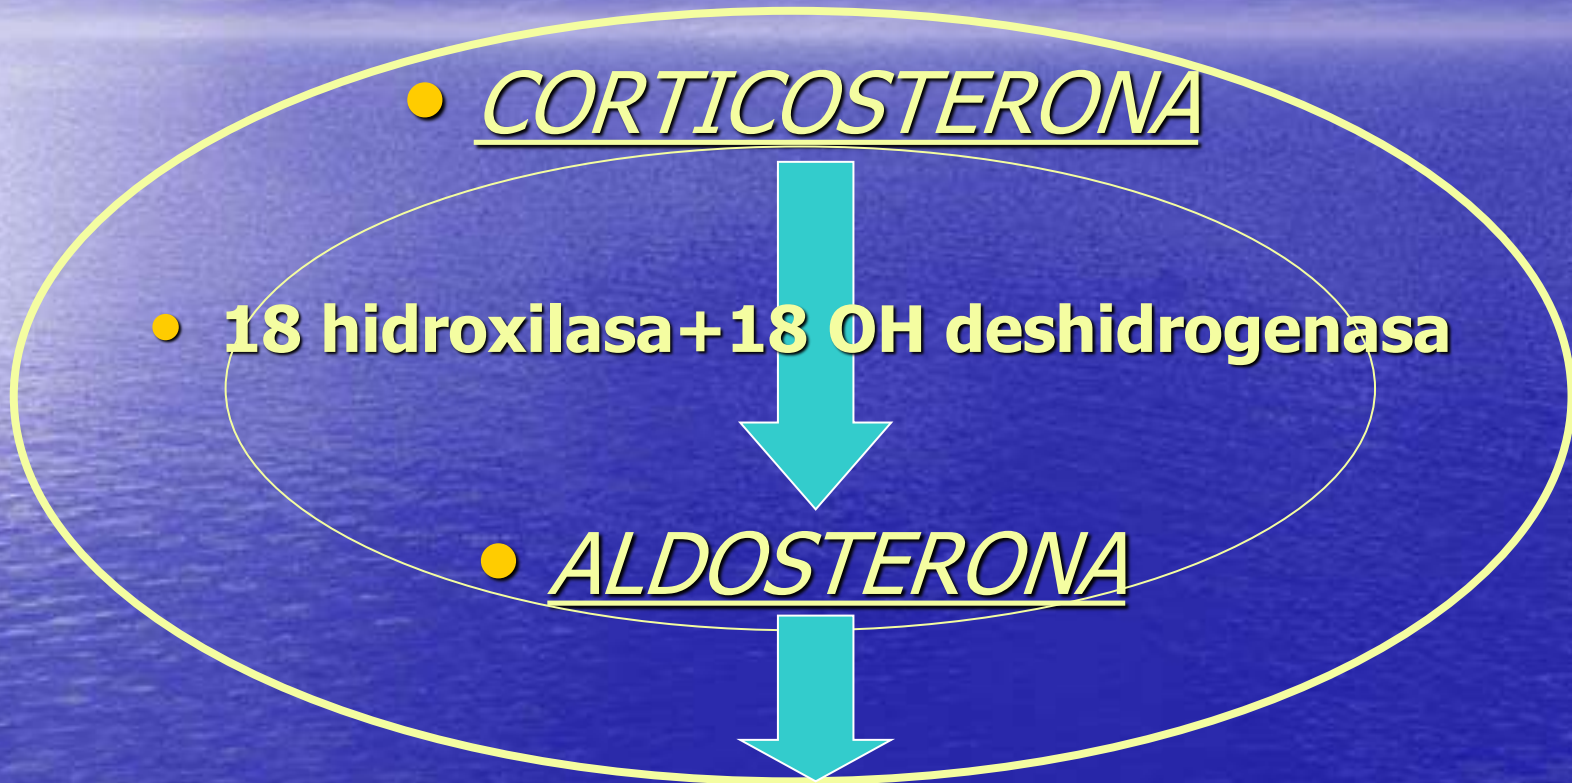 • CORTICOSTERONA
• 18 hidroxilasa+18 OH deshidrogenasa
• ALDOSTERONA